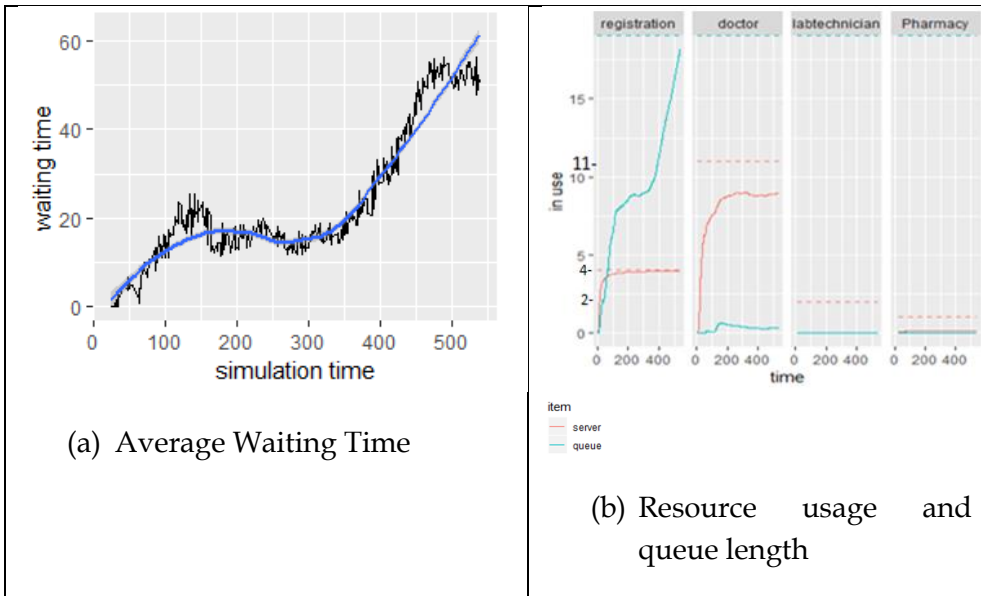 60
40
20
0
waiting time
0 100 200 300 400 500
simulation time
(a) Average Waiting Time
registration doctor labtechnician Pharmacy
15
11-
10
5
4-
2-
0
in use
0 200 400 0 200 400 0 200 400 0 200 400
time
item
server
queue
(b) Resource usage and
queue length